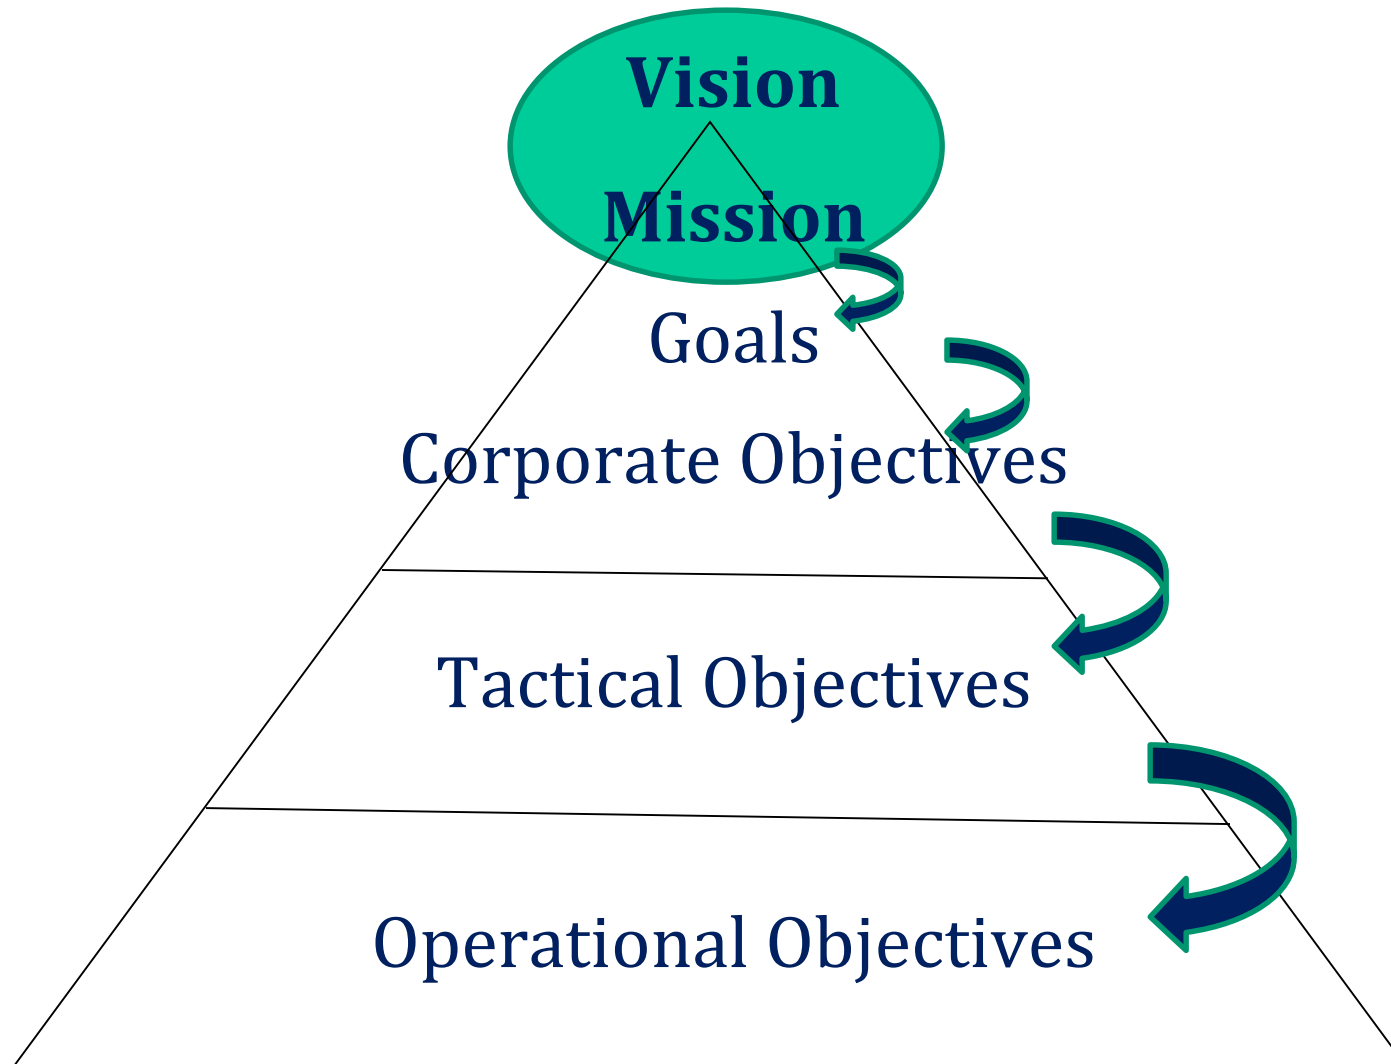 Vision
Mission
Goals
Corporate Objectives
Tactical Objectives
Operational Objectives